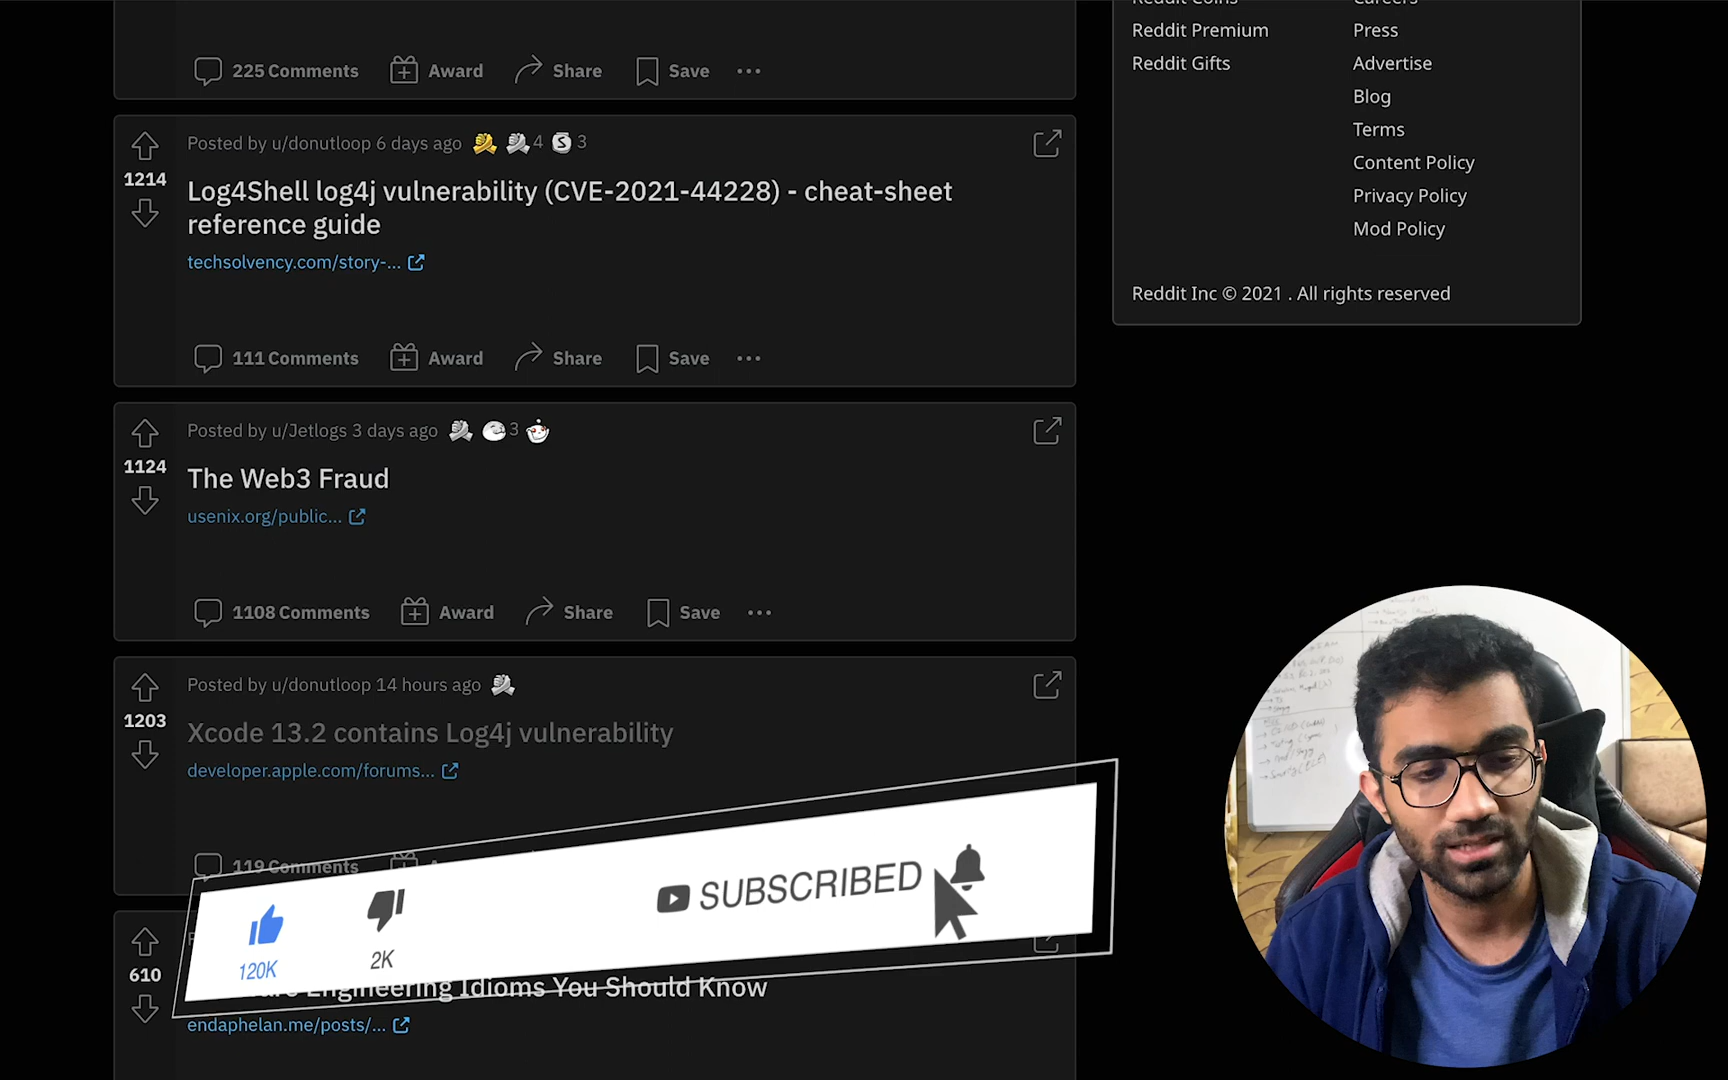 225 Comments Award Share Save
Posted by u/donutloop 6 days ago 4 3
1214
Log4Shell log4j vulnerability (CVE-2021-44228) - cheat-sheet
reference guide
techsolvency.com/story-...
111 Comments Award Share Save
Posted by u/Jetlogs 3 days ago 3
1124
The Web3 Fraud
usenix.org/public...
1108 Comments Award Share Save
Posted by u/donutloop 14 hours ago
1203
Xcode 13.2 contains Log4j vulnerability
developer.apple.com/forums...
119 Comments
610
Engineering Idioms You Should Know
endaphelan.me/posts/...
120K
2K
SUBSCRIBED
Reddit Coins
Reddit Premium
Reddit Gifts
Careers
Press
Advertise
Blog
Terms
Content Policy
Privacy Policy
Mod Policy
Reddit Inc © 2021 . All rights reserved